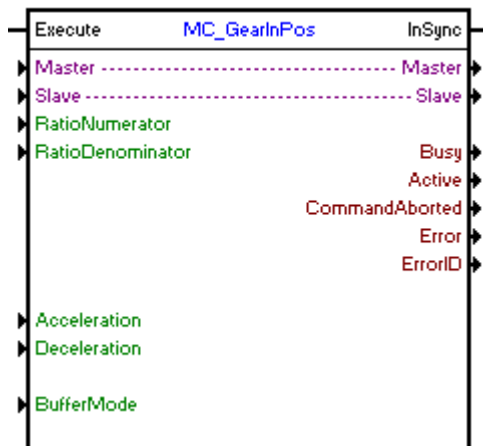 Execute MC_GearInPos InSync
Master Master
Slave Slave
RatioNumerator
RatioDenominator Busy
Active
CommandAborted
Error
ErrorID
Acceleration
Deceleration
BufferMode